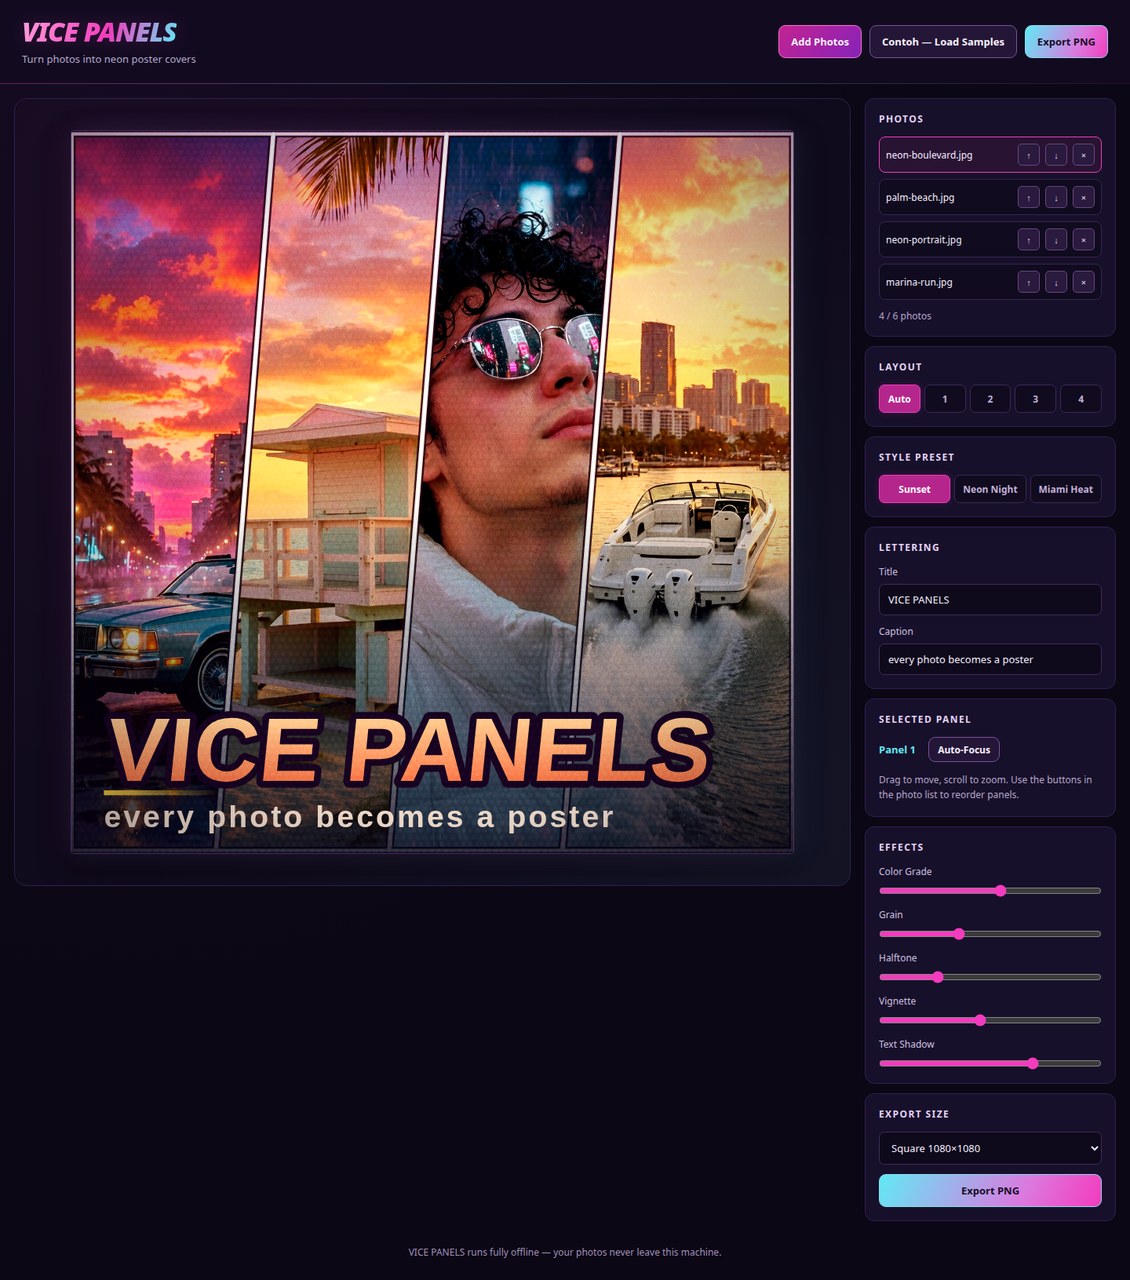 VICE PANELS
Turn photos into neon poster covers
Add Photos
Contoh — Load Samples
Export PNG
VICE PANELS
every photo becomes a poster
PHOTOS
neon-boulevard.jpg ↑ ↓ ×
palm-beach.jpg ↑ ↓ ×
neon-portrait.jpg ↑ ↓ ×
marina-run.jpg ↑ ↓ ×
4 / 6 photos
LAYOUT
Auto 1 2 3 4
STYLE PRESET
Sunset Neon Night Miami Heat
LETTERING
Title
VICE PANELS
Caption
every photo becomes a poster
SELECTED PANEL
Panel 1 Auto-Focus
Drag to move, scroll to zoom. Use the buttons in
the photo list to reorder panels.
EFFECTS
Color Grade
Grain
Halftone
Vignette
Text Shadow
EXPORT SIZE
Square 1080×1080
Export PNG
VICE PANELS runs fully offline — your photos never leave this machine.